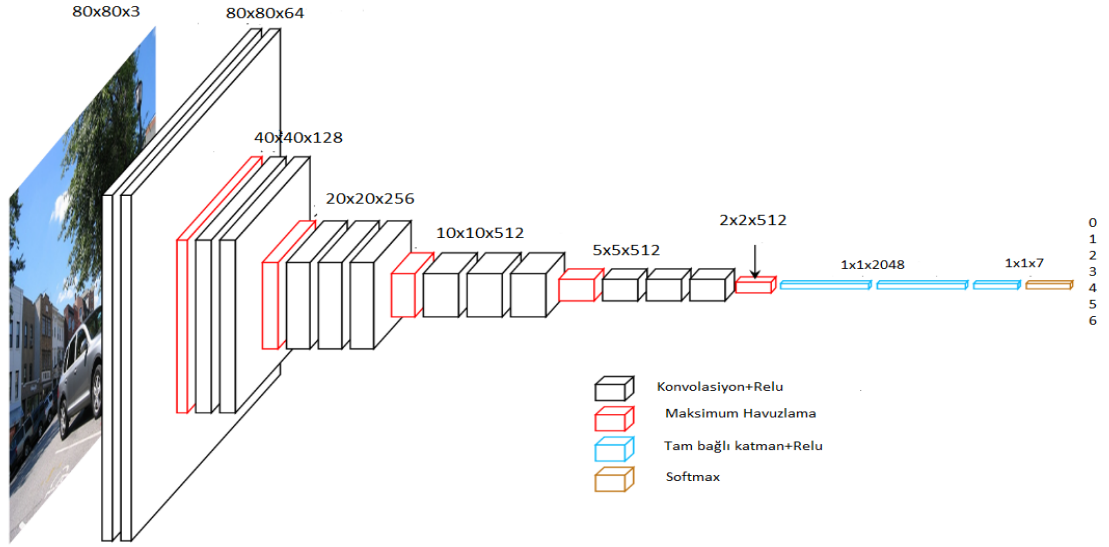 80x80x3
80x80x64
40x40x128
20x20x256
10x10x512
5x5x512
2x2x512
1x1x2048
1x1x7
0
1
2
3
4
5
6
Konvolasiyon+Relu
Maksimum Havuzlama
Tam bağlı katman+Relu
Softmax